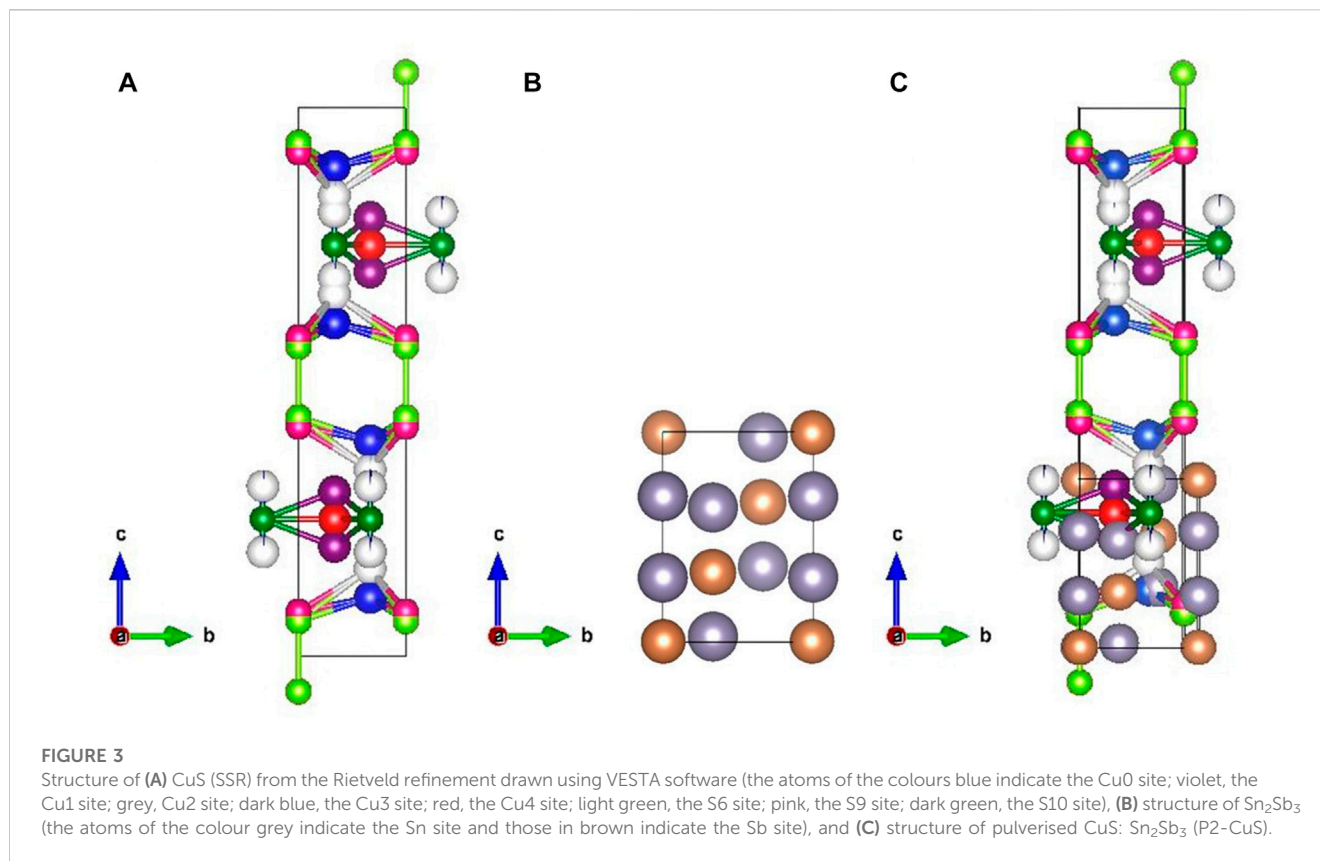 A
B
C
c
a
b
c
a
b
c
a
b
FIGURE 3
Structure of (A) CuS (SSR) from the Rietveld refinement drawn using VESTA software (the atoms of the colours blue indicate the Cu0 site; violet, the
Cu1 site; grey, Cu2 site; dark blue, the Cu3 site; red, the Cu4 site; light green, the S6 site; pink, the S9 site; dark green, the S10 site), (B) structure of Sn₂Sb₃
(the atoms of the colour grey indicate the Sn site and those in brown indicate the Sb site), and (C) structure of pulverised CuS: Sn₂Sb₃ (P2-CuS).